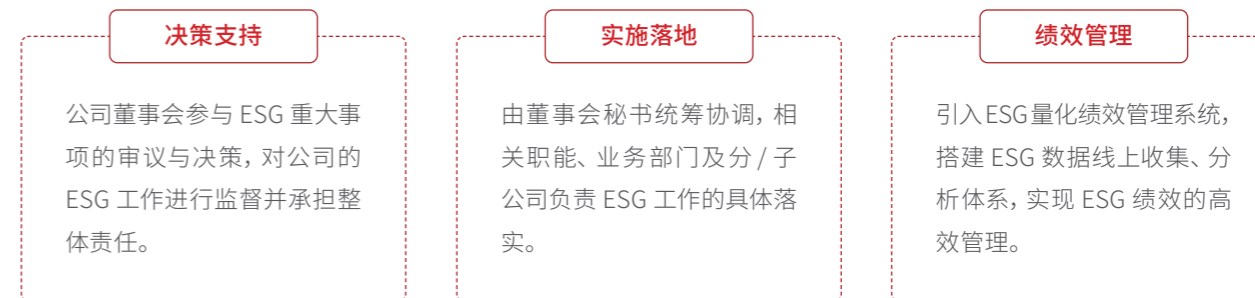 决策支持
公司董事会参与 ESG 重大事
项的审议与决策，对公司的
ESG 工作进行监督并承担整
体责任。
实施落地
由董事会秘书统筹协调，相
关职能、业务部门及分 / 子
公司负责 ESG 工作的具体落
实。
绩效管理
引入 ESG 量化绩效管理系统，
搭建 ESG 数据线上收集、分
析体系，实现 ESG 绩效的高
效管理。